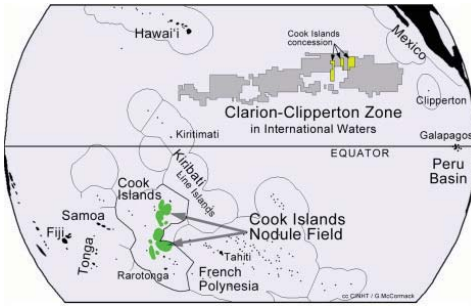 Hawai'i
Cook Islands
concession
Mexico
Clarion-Clipperton Zone
in International Waters
Clipperton
Kiritimati
Galapagos
EQUATOR
Peru
Basin
Kiribati
Line Islands
Cook
Islands
Samoa
Fiji
Tonga
Cook Islands
Nodule Field
Tahiti
Rarotonga
French
Polynesia
cc CINHT / G.McCormack